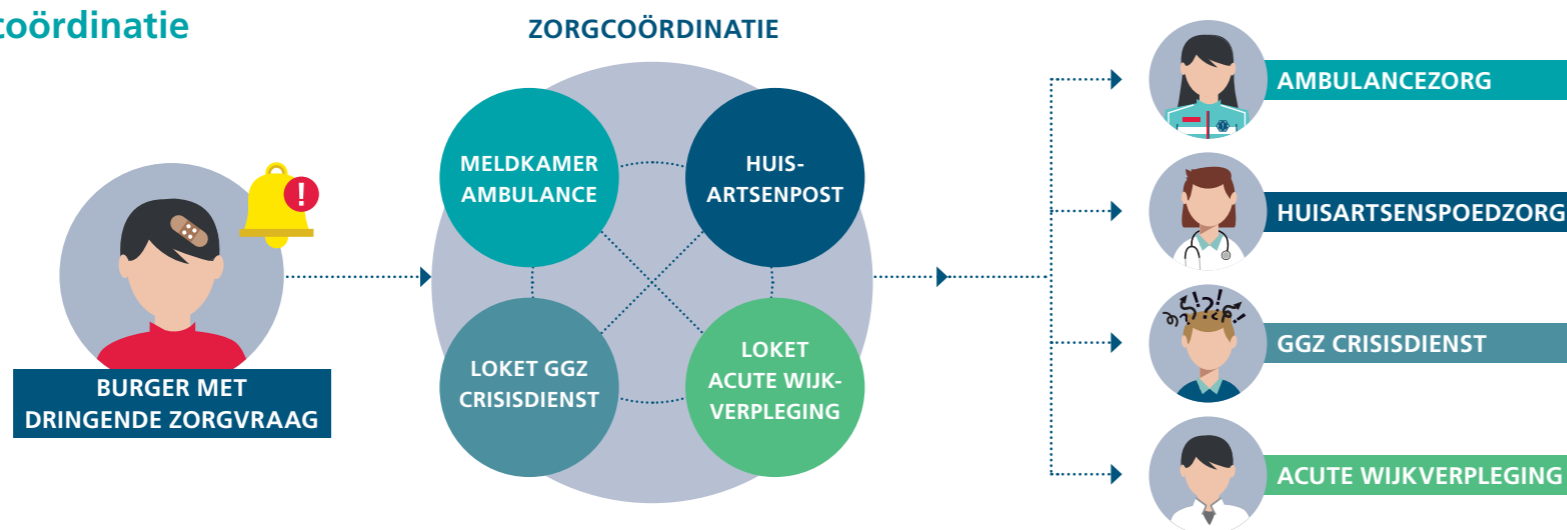 coördinatie
ZORGCOÖRDINATIE
BURGER MET
DRINGENDE ZORGVRAAG
!
MELDKAMER
AMBULANCE
HUIS-
ARTSENPOST
LOKET GGZ
CRISISDIENST
LOKET
ACUTE WIJK-
VERPLEGING
AMBULANCEZORG
HUISARTSENSPOEDZORG
GGZ CRISISDIENST
ACUTE WIJKVERPLEGING